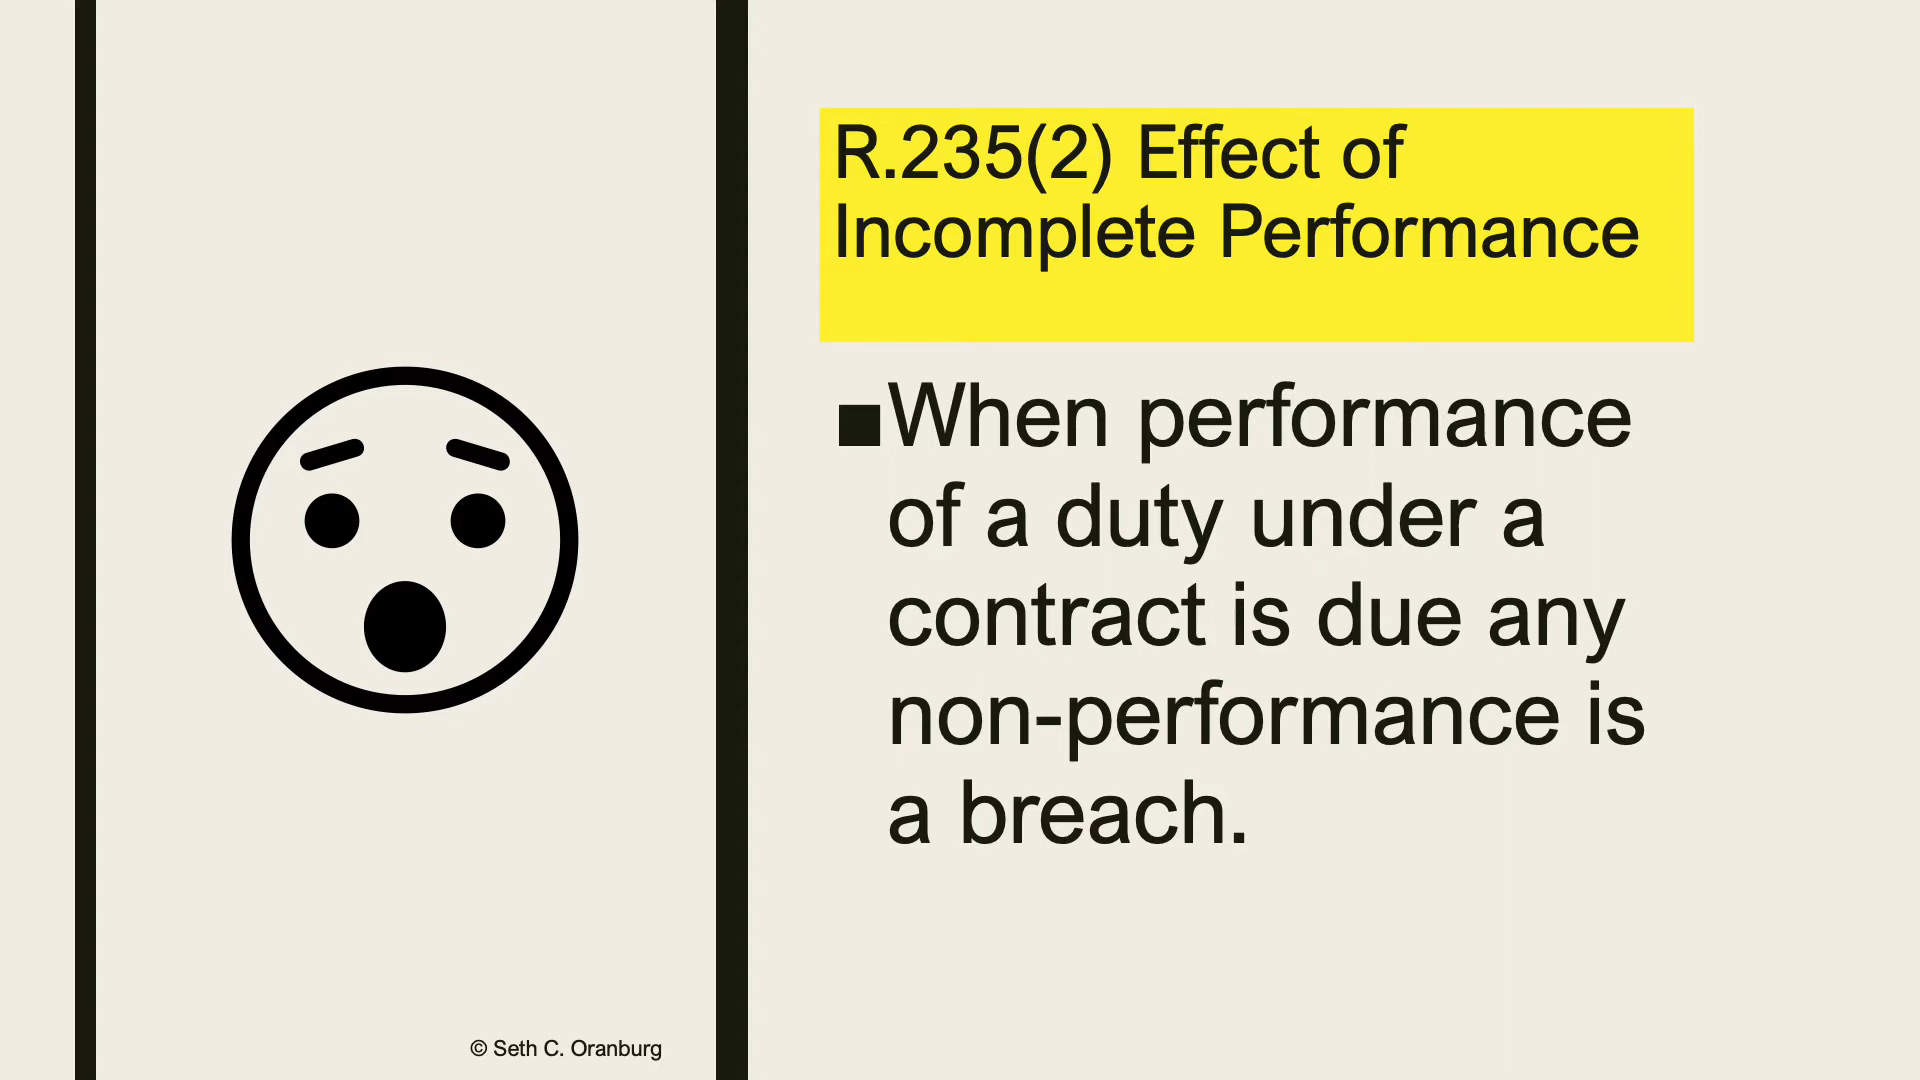 R.235(2) Effect of
Incomplete Performance
■When performance
of a duty under a
contract is due any
non-performance is
a breach.
© Seth C. Oranburg